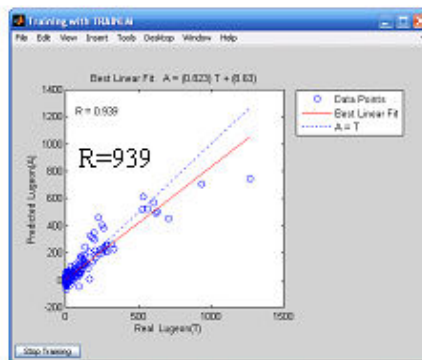 Training with TRAINLM
File Edit View Insert Tools Desktop Window Help
Best Linear Fit: A = (0.823) T + (8.63)
1400
1200
1000
800
600
400
200
0
-200
R = 0.939
R=939
Predicted Lugeon(A)
0 500 1000 1500
Real Lugeon(T)
Data Points
Best Linear Fit
A = T
Stop Training